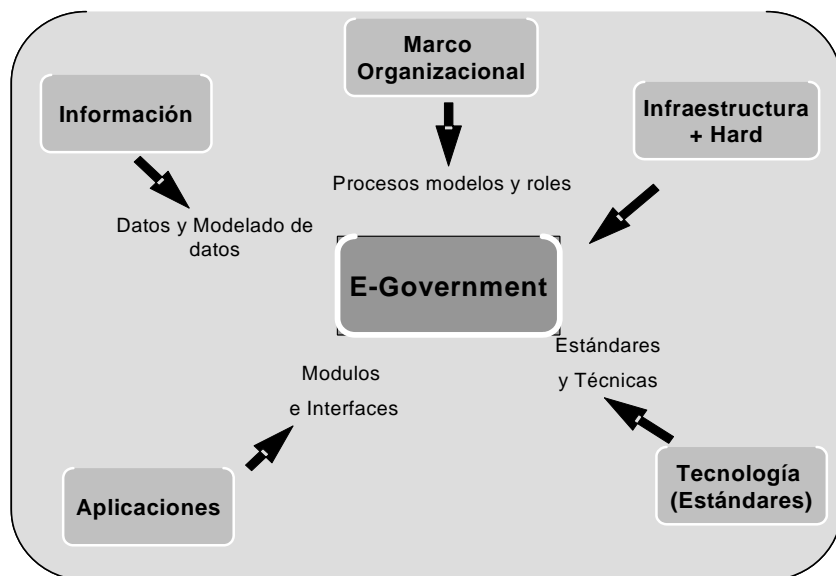 Marco
Organizacional
Información
Infraestructura
+ Hard
Procesos modelos y roles
Datos y Modelado de
datos
E-Government
Estándares
y Técnicas
Modulos
e Interfaces
Aplicaciones
Tecnología
(Estándares)